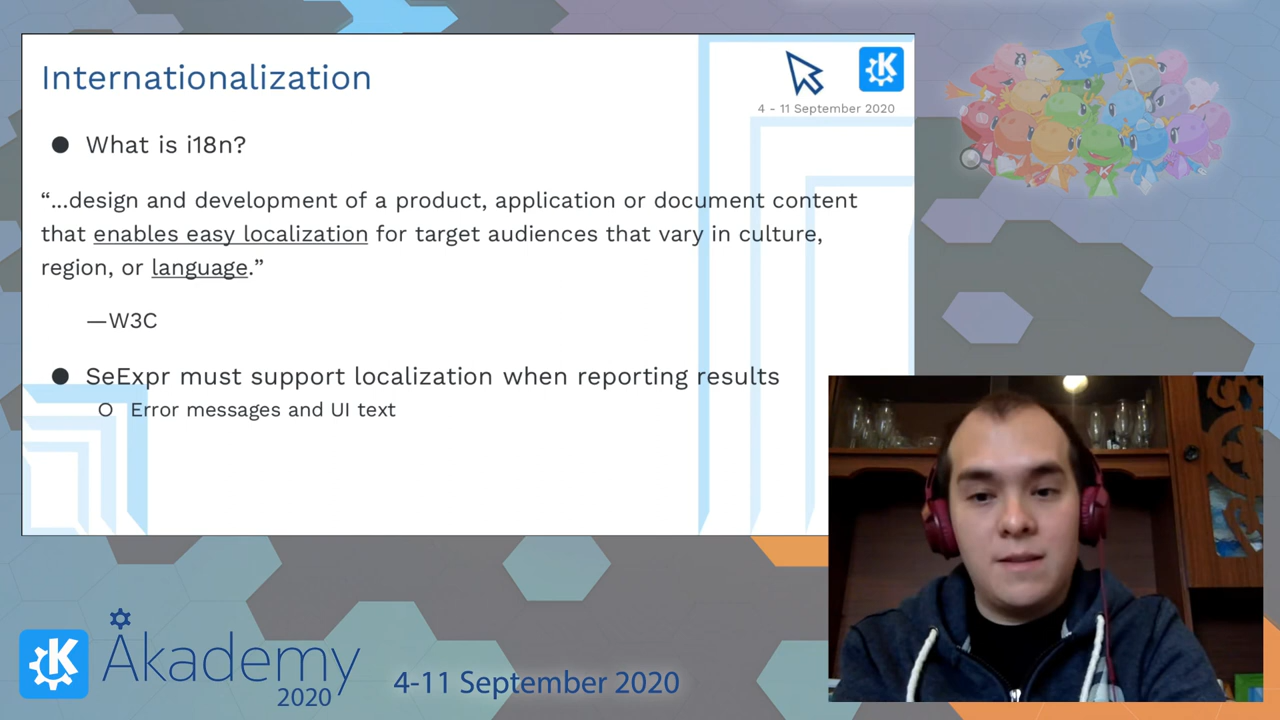 Internationalization
4 - 11 September 2020
● What is i18n?
“...design and development of a product, application or document content
that enables easy localization for target audiences that vary in culture,
region, or language.”
—W3C
● SeExpr must support localization when reporting results
○ Error messages and UI text
Akademy
2020
4-11 September 2020